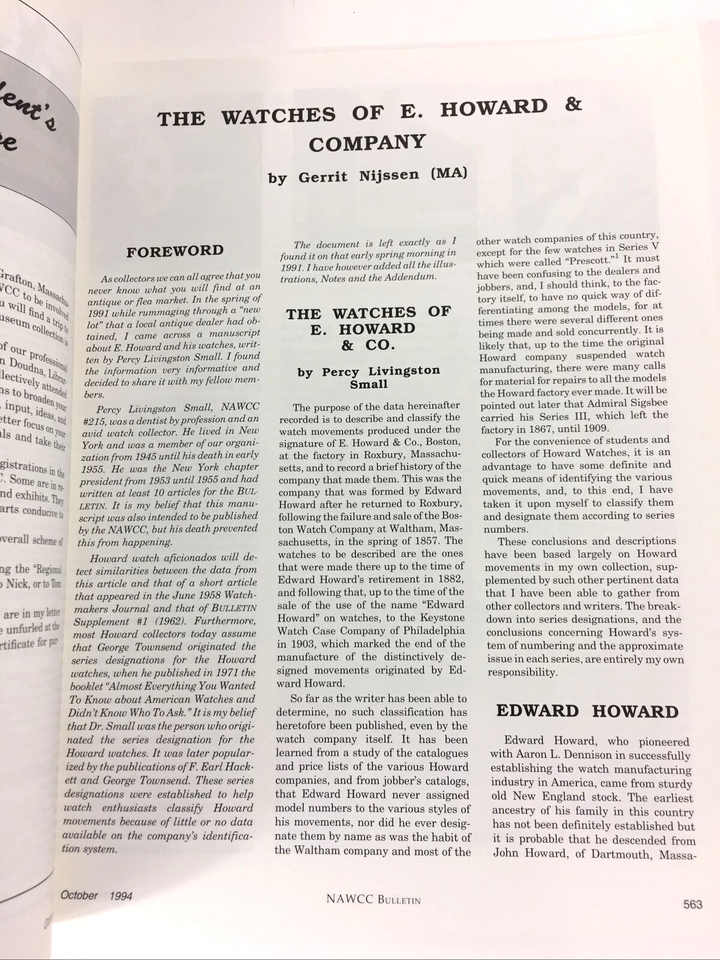 THE WATCHES OF E. HOWARD &
COMPANY
by Gerrit Nijssen (MA)
FOREWORD
As collectors we can all agree that you
never know what you will find at an
antique or flea market. In the spring of
1991 while rummaging through a "new
lot" that a local antique dealer had ob-
tained, I came across a manuscript
about E. Howard and his watches, writ-
ten by Percy Livingston Small. I found
the information very informative and
decided to share it with my fellow mem-
bers.
Percy Livingston Small, NAWCC
#215, was a dentist by profession and an
avid watch collector. He lived in New
York and was a member of our organi-
zation from 1945 until his death in early
1955. He was the New York chapter
president from 1953 until 1955 and had
written at least 10 articles for the BUL-
LETIN. It is my belief that this manu-
script was also intended to be published
by the NAWCC, but his death prevented
this from happening.
Howard watch aficionados will de-
tect similarities between the data from
this article and that of a short article
that appeared in the June 1958 Watch-
makers Journal and that of BULLETIN
Supplement #1 (1962). Furthermore,
most Howard collectors today assume
that George Townsend originated the
series designations for the Howard
watches, when he published in 1971 the
booklet "Almost Everything You Wanted
To Know about American Watches and
Didn't Know Who To Ask." It is my belief
that Dr. Small was the person who origi-
nated the series designation for the
Howard watches. It was later popular-
ized by the publications of F. Earl Hack-
ett and George Townsend. These series
designations were established to help
watch enthusiasts classify Howard
movements because of little or no data
available on the company's identifica-
tion system.
The document is left exactly as I
found it on that early spring morning in
1991. I have however added all the illus-
trations, Notes and the Addendum.
THE WATCHES OF
E. HOWARD
& CO.
by Percy Livingston
Small
The purpose of the data hereinafter
recorded is to describe and classify the
watch movements produced under the
signature of E. Howard & Co., Boston,
at the factory in Roxbury, Massachu-
setts, and to record a brief history of the
company that made them. This was the
company that was formed by Edward
Howard after he returned to Roxbury,
following the failure and sale of the Bos-
ton Watch Company at Waltham, Mas-
sachusetts, in the spring of 1857. The
watches to be described are the ones
that were made there up to the time of
Edward Howard's retirement in 1882,
and following that, up to the time of the
sale of the use of the name "Edward
Howard" on watches, to the Keystone
Watch Case Company of Philadelphia
in 1903, which marked the end of the
manufacture of the distinctively de-
signed movements originated by Ed-
ward Howard.
So far as the writer has been able to
determine, no such classification has
heretofore been published, even by the
watch company itself. It has been
learned from a study of the catalogues
and price lists of the various Howard
companies, and from jobber's catalogs,
that Edward Howard never assigned
model numbers to the various styles of
his movements, nor did he ever desig-
nate them by name as was the habit of
the Waltham company and most of the
other watch companies of this country,
except for the few watches in Series V
which were called "Prescott."1 It must
have been confusing to the dealers and
jobbers, and, I should think, to the fac-
tory itself, to have no quick way of dif-
ferentiating among the models, for at
times there were several different ones
being made and sold concurrently. It is
likely that, up to the time the original
Howard company suspended watch
manufacturing, there were many calls
for material for repairs to all the models
the Howard factory ever made. It will be
pointed out later that Admiral Sigsbee
carried his Series III, which left the
factory in 1867, until 1909.
For the convenience of students and
collectors of Howard Watches, it is an
advantage to have some definite and
quick means of identifying the various
movements, and, to this end, I have
taken it upon myself to classify them
and designate them according to series
numbers.
These conclusions and descriptions
have been based largely on Howard
movements in my own collection, sup-
plemented by such other pertinent data
that I have been able to gather from
other collectors and writers. The break-
down into series designations, and the
conclusions concerning Howard's sys-
tem of numbering and the approximate
issue in each series, are entirely my own
responsibility.
EDWARD HOWARD
Edward Howard, who pioneered
with Aaron L. Dennison in successfully
establishing the watch manufacturing
industry in America, came from sturdy
old New England stock. The earliest
ancestry of his family in this country
has not been definitely established but
it is probable that he descended from
John Howard, of Dartmouth, Massa-
October 1994
NAWCC BULLETIN
563